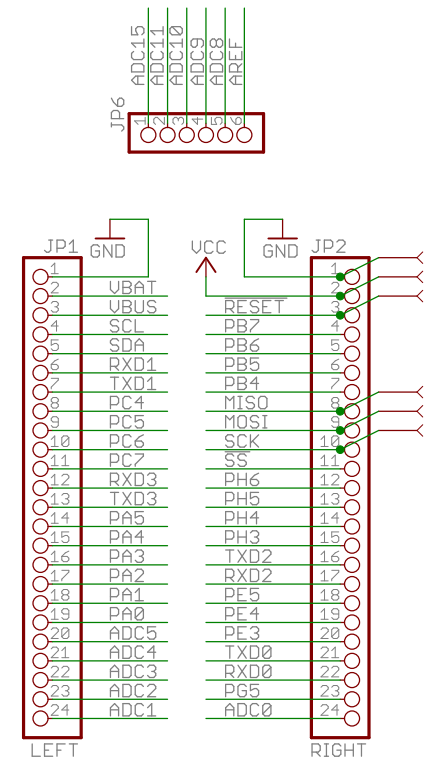 ADC15
ADC11
ADC10
ADC9
ADC8
AREF
JP6
1 2 3 4 5 6
JP1 GND VCC GND JP2
1 1
2 VBAT 2
3 VBUS RESET 3
4 SCL PB7 4
5 SDA PB6 5
6 RXD1 PB5 6
7 TXD1 PB4 7
8 PC4 MISO 8
9 PC5 MOSI 9
10 PC6 SCK 10
11 PC7 SS 11
12 RXD3 PH6 12
13 TXD3 PH5 13
14 PA5 PH4 14
15 PA4 PH3 15
16 PA3 TXD2 16
17 PA2 RXD2 17
18 PA1 PE5 18
19 PA0 PE4 19
20 ADC5 PE3 20
21 ADC4 TXD0 21
22 ADC3 RXD0 22
23 ADC2 PG5 23
24 ADC1 ADC0 24
LEFT RIGHT